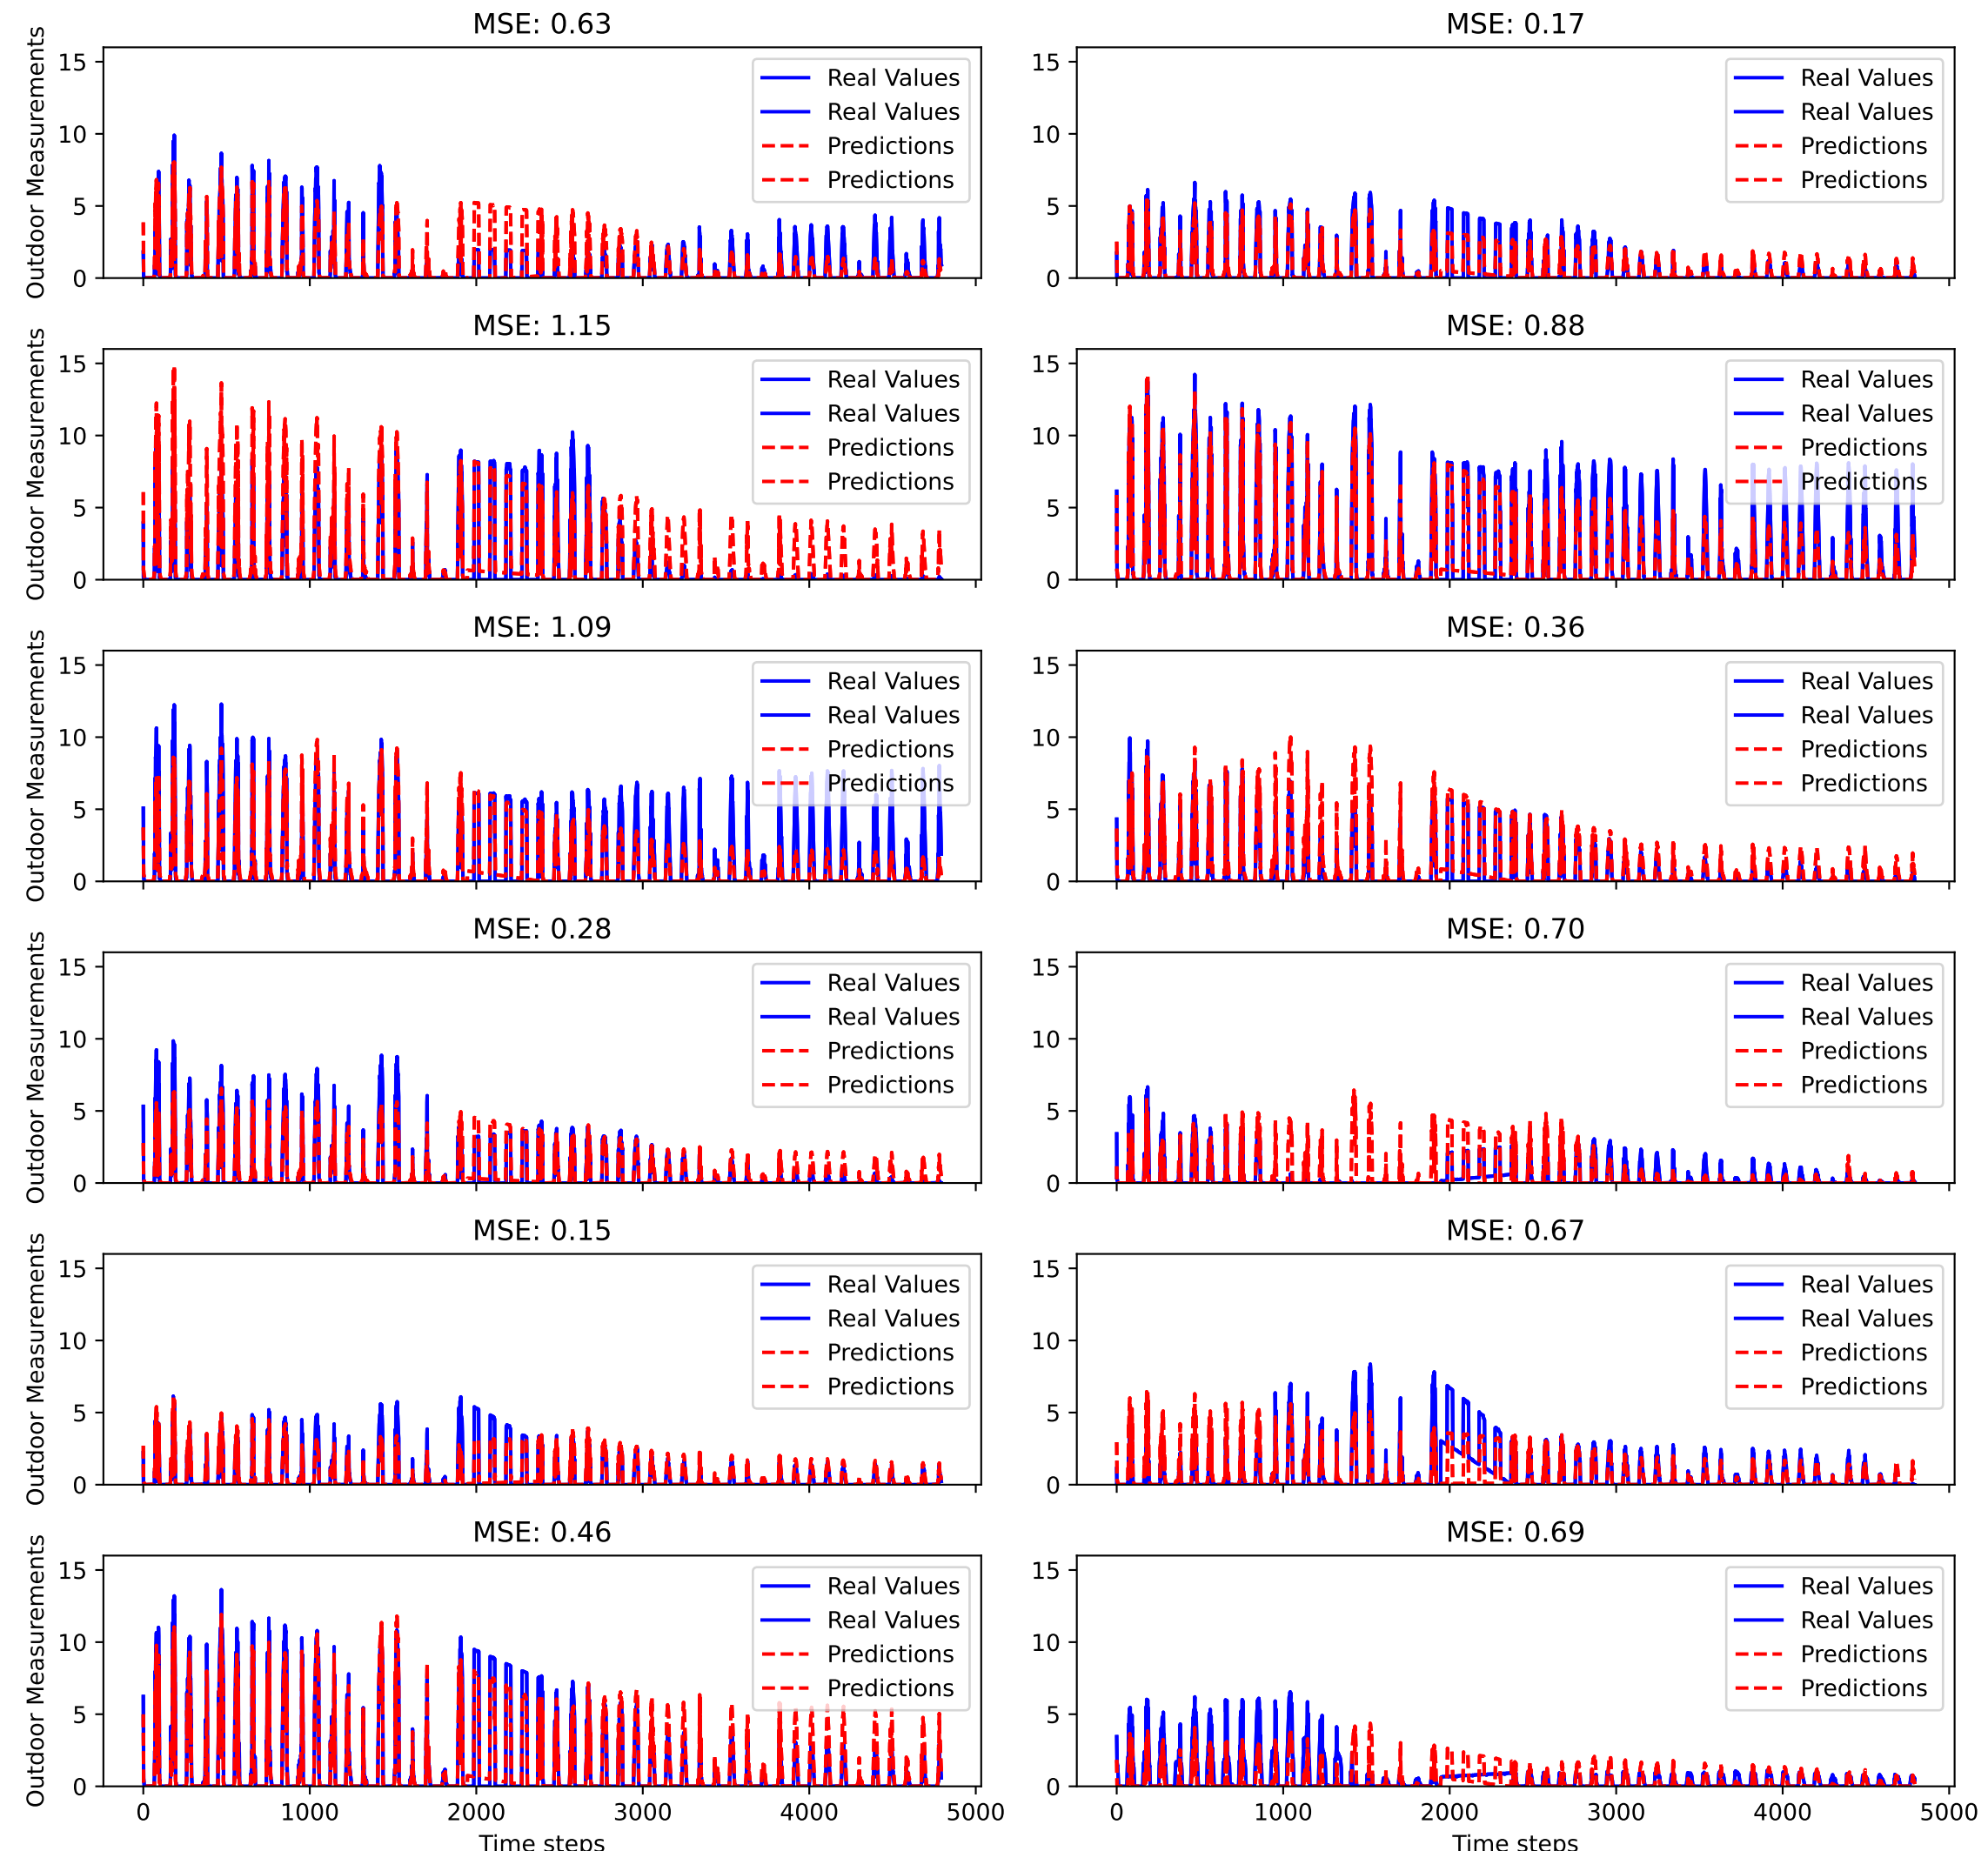 MSE: 0.63
Outdoor Measurements
15
10
5
0
Real Values
Real Values
Predictions
Predictions
MSE: 0.17
15
10
5
0
Real Values
Real Values
Predictions
Predictions
MSE: 1.15
Outdoor Measurements
15
10
5
0
Real Values
Real Values
Predictions
Predictions
MSE: 0.88
15
10
5
0
Real Values
Real Values
Predictions
Predictions
MSE: 1.09
Outdoor Measurements
15
10
5
0
Real Values
Real Values
Predictions
Predictions
MSE: 0.36
15
10
5
0
Real Values
Real Values
Predictions
Predictions
MSE: 0.28
Outdoor Measurements
15
10
5
0
Real Values
Real Values
Predictions
Predictions
MSE: 0.70
15
10
5
0
Real Values
Real Values
Predictions
Predictions
MSE: 0.15
Outdoor Measurements
15
10
5
0
Real Values
Real Values
Predictions
Predictions
MSE: 0.67
15
10
5
0
Real Values
Real Values
Predictions
Predictions
MSE: 0.46
Outdoor Measurements
15
10
5
0
Real Values
Real Values
Predictions
Predictions
0 1000 2000 3000 4000 5000
Time steps
MSE: 0.69
15
10
5
0
Real Values
Real Values
Predictions
Predictions
0 1000 2000 3000 4000 5000
Time steps